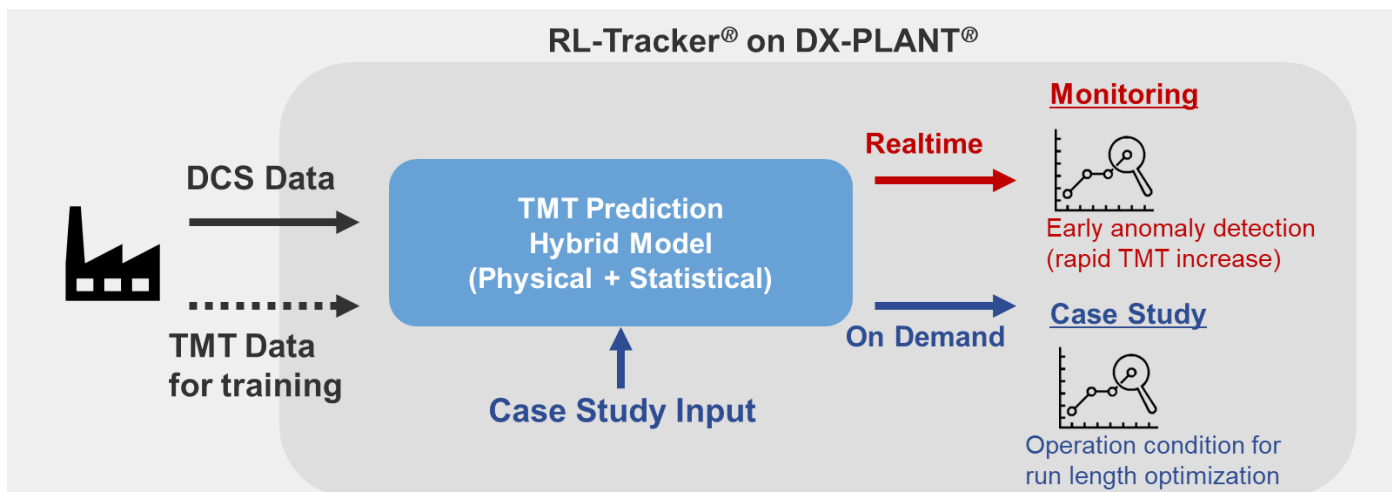 RL-Tracker® on DX-PLANT®
DCS Data
TMT Data
for training
TMT Prediction
Hybrid Model
(Physical + Statistical)
Case Study Input
Realtime
On Demand
Monitoring
Early anomaly detection
(rapid TMT increase)
Case Study
Operation condition for
run length optimization